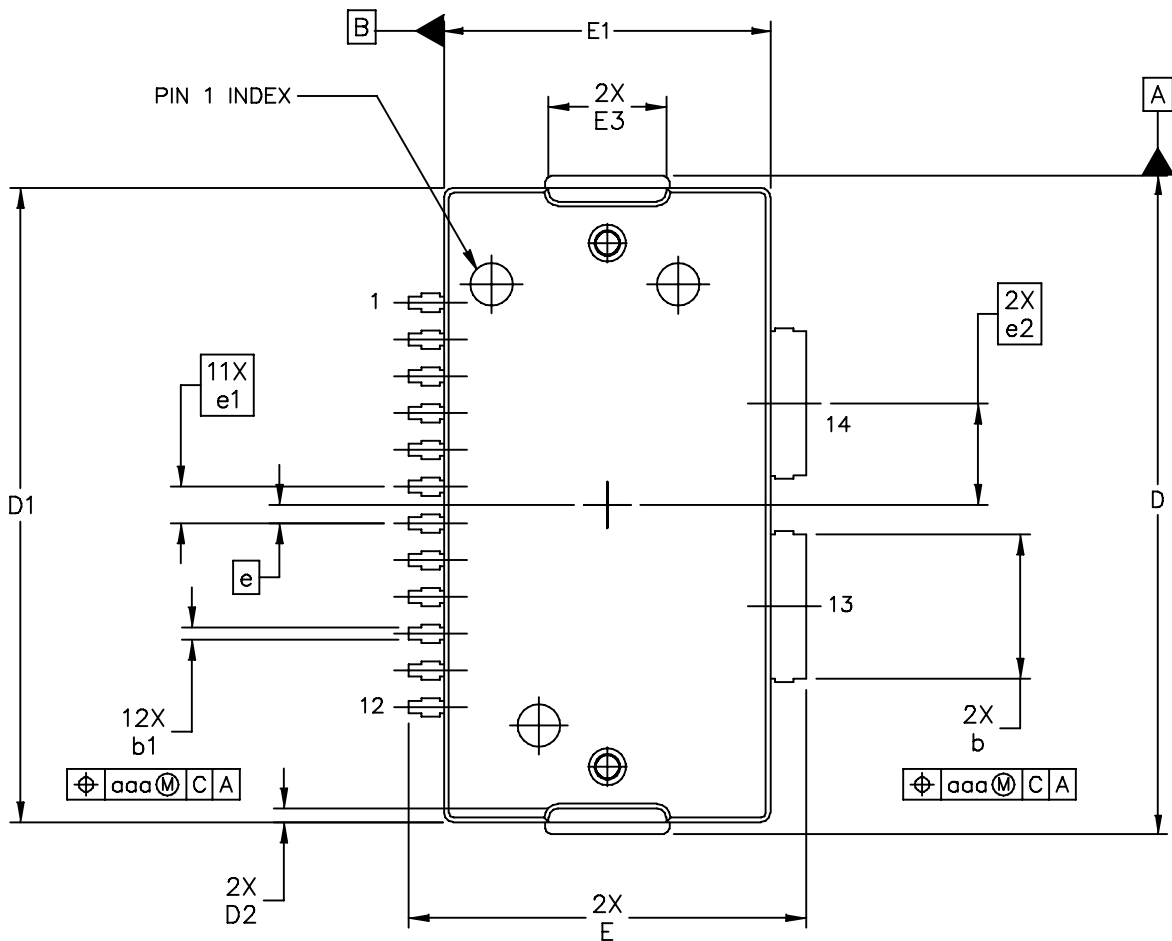 B
E1
PIN 1 INDEX
2X
E3
A
1
2X
e2
11X
e1
14
D1
D
e
13
12
12X
b1
2X
b
⌖ aaa Ⓜ C A
⌖ aaa Ⓜ C A
2X
D2
2X
E